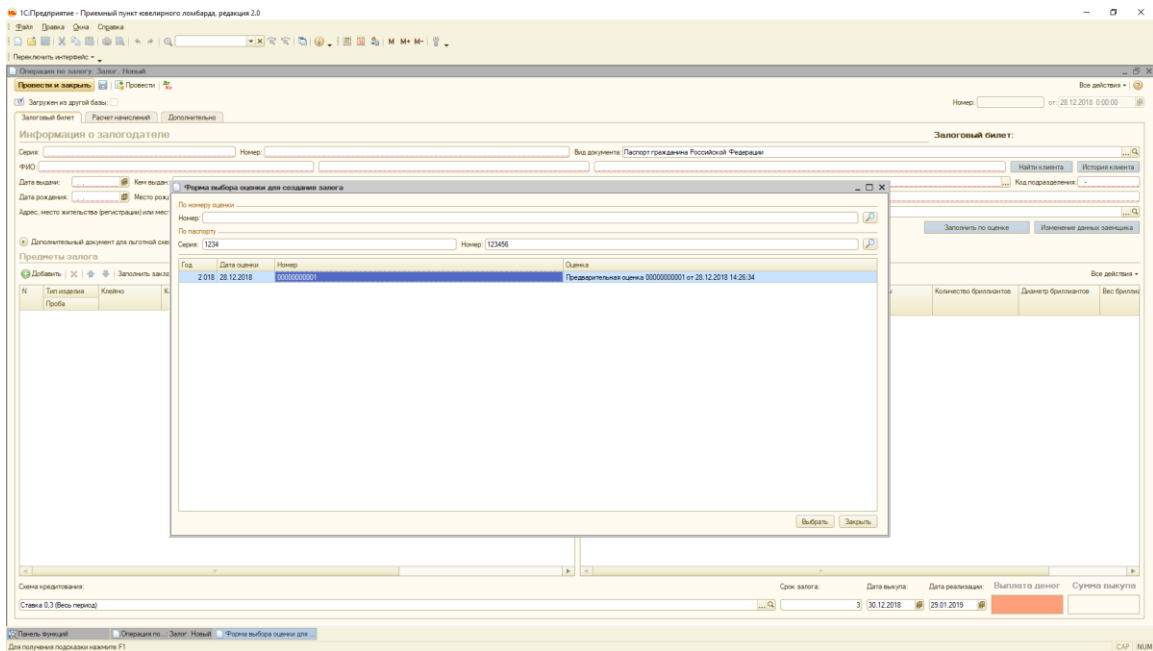 1С:Предприятие - Приемный пункт ювелирного ломбарда, редакция 2.0
Файл Правка Окна Справка
M M+ M-
Переключить интерфейс
Операция по залогу: Залог. Новый
Провести и закрыть Провести Все действия
Загружен из другой базы: Номер: от: 28.12.2018 0:00:00
Залоговый билет Расчет начислений Дополнительно
Информация о залогодателе Залоговый билет:
Серия: Номер: Вид документа: Паспорт гражданина Российской Федерации
ФИО: Найти клиента История клиента
Дата выдачи: . . Кем выдан: Код подразделения: -
Дата рождения: . . Место рож
Адрес, место жительства (регистрации) или мест
Заполнить по оценке Изменение данных заемщика
Дополнительный документ для льготной схе
Предметы залога
Добавить Заполнить закла Все действия
N Тип изделия Клеймо К Количество бриллиантов Диаметр бриллиантов Вес брилли
Проба
Форма выбора оценки для создания залога
По номеру оценки
Номер:
По паспорту
Серия: 1234 Номер: 123456
Год Дата оценки Номер Оценка
2 018 28.12.2018 00000000001 Предварительная оценка 00000000001 от 28.12.2018 14:26:34
Выбрать Закрыть
Схема кредитования: Срок залога: Дата выкупа: Дата реализации: Выплата денег Сумма выкупа
Ставка 0,3 (Весь период) 3 30.12.2018 29.01.2019
Панель функций Операция по...: Залог. Новый Форма выбора оценки для ...
Для получения подсказки нажмите F1 CAP NUM